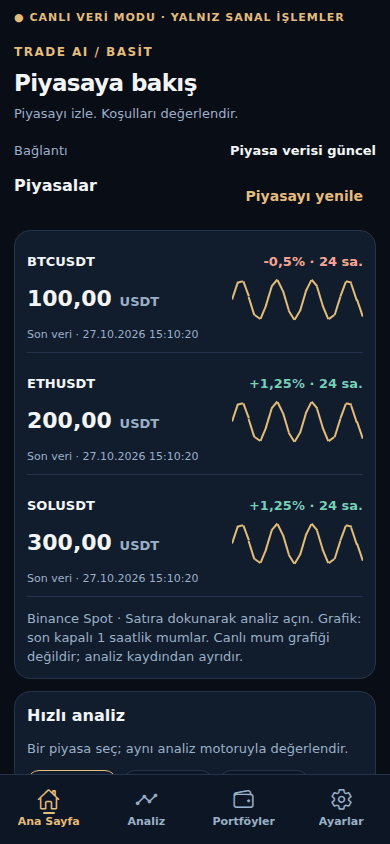 ● CANLI VERİ MODU · YALNIZ SANAL İŞLEMLER
TRADE AI / BASİT
Piyasaya bakış
Piyasayı izle. Koşulları değerlendir.
Bağlantı Piyasa verisi güncel
Piyasalar
Piyasayı yenile
BTCUSDT -0,5% · 24 sa.
100,00 USDT
Son veri · 27.10.2026 15:10:20
ETHUSDT +1,25% · 24 sa.
200,00 USDT
Son veri · 27.10.2026 15:10:20
SOLUSDT +1,25% · 24 sa.
300,00 USDT
Son veri · 27.10.2026 15:10:20
Binance Spot · Satıra dokunarak analiz açın. Grafik:
son kapalı 1 saatlik mumlar. Canlı mum grafiği
değildir; analiz kaydından ayrıdır.
Hızlı analiz
Bir piyasa seç; aynı analiz motoruyla değerlendir.
Ana Sayfa Analiz Portföyler Ayarlar